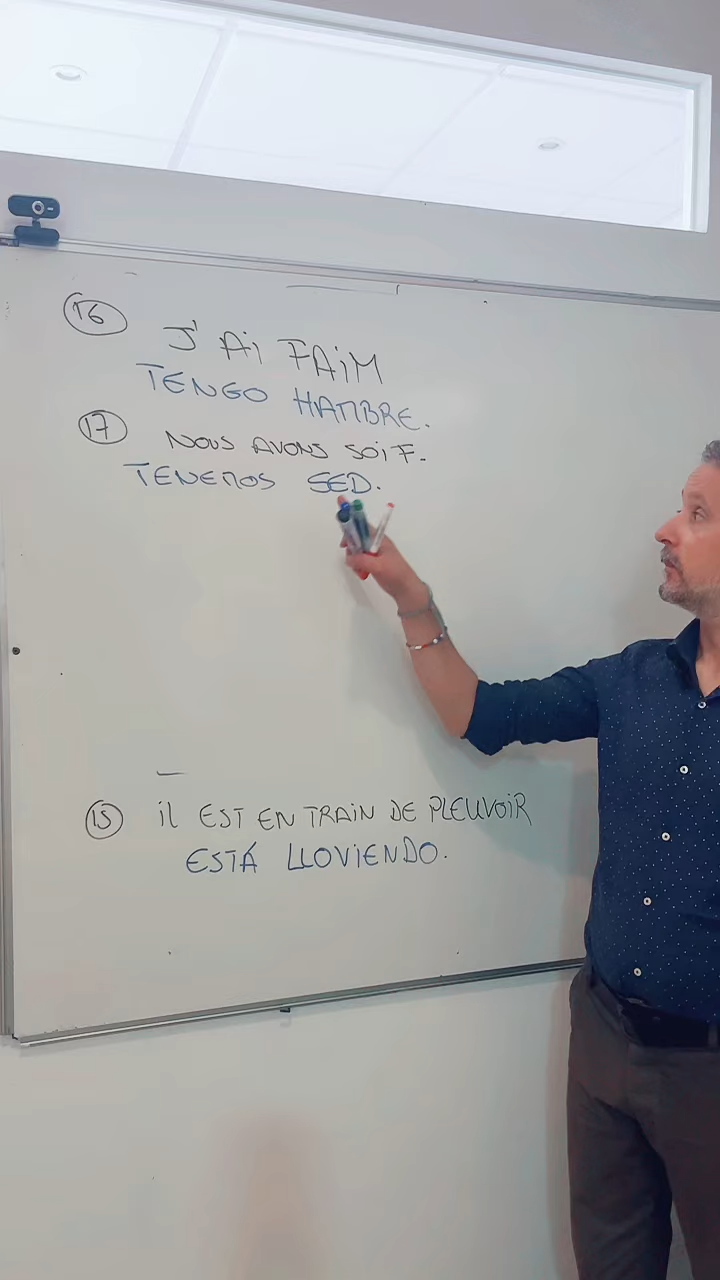 16 J'Ai FAiM
TENGO HAMBRE.
17 NOUS AVONS SOiF.
TENEMOS SED.
15 iL EST EN TRAIN DE PLEUVOiR
ESTÁ LLOViENDO.